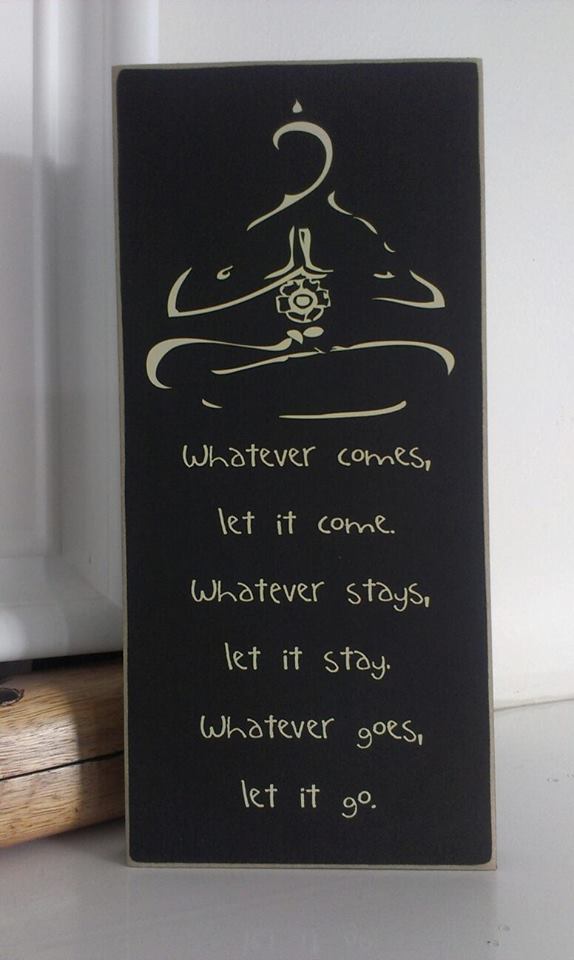 Whatever comes,
let it come.
Whatever stays,
let it stay.
Whatever goes,
let it go.